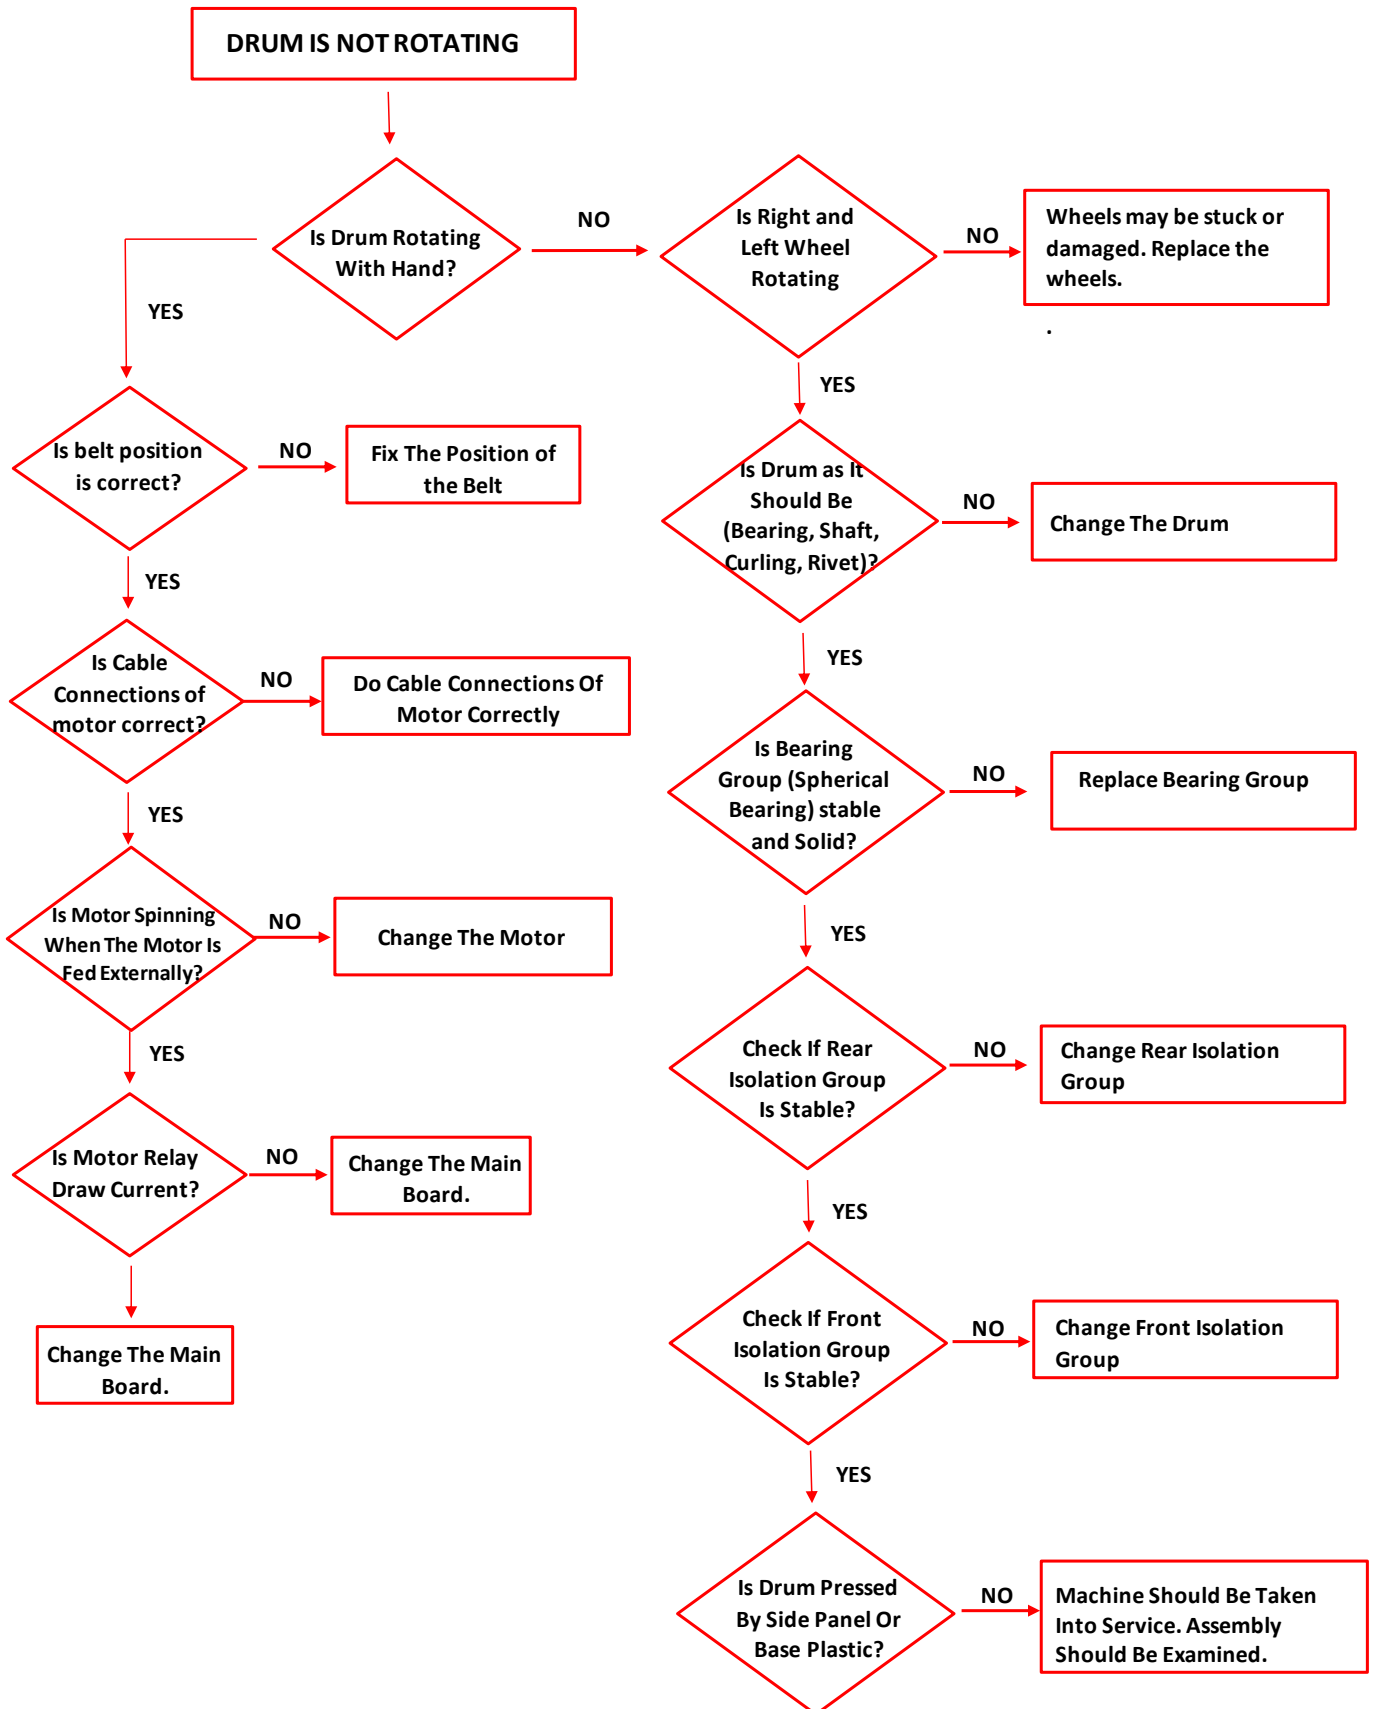 DRUM IS NOT ROTATING
Is Drum Rotating
With Hand?
NO
Is Right and
Left Wheel
Rotating
NO
Wheels may be stuck or
damaged. Replace the
wheels.
.
YES
YES
Is belt position
is correct?
NO
Fix The Position of
the Belt
Is Drum as It
Should Be
(Bearing, Shaft,
Curling, Rivet)?
NO
Change The Drum
YES
YES
Is Cable
Connections of
motor correct?
NO
Do Cable Connections Of
Motor Correctly
Is Bearing
Group (Spherical
Bearing) stable
and Solid?
NO
Replace Bearing Group
YES
YES
Is Motor Spinning
When The Motor Is
Fed Externally?
NO
Change The Motor
Check If Rear
Isolation Group
Is Stable?
NO
Change Rear Isolation
Group
YES
YES
Is Motor Relay
Draw Current?
NO
Change The Main
Board.
Change The Main
Board.
Check If Front
Isolation Group
Is Stable?
NO
Change Front Isolation
Group
YES
Is Drum Pressed
By Side Panel Or
Base Plastic?
NO
Machine Should Be Taken
Into Service. Assembly
Should Be Examined.